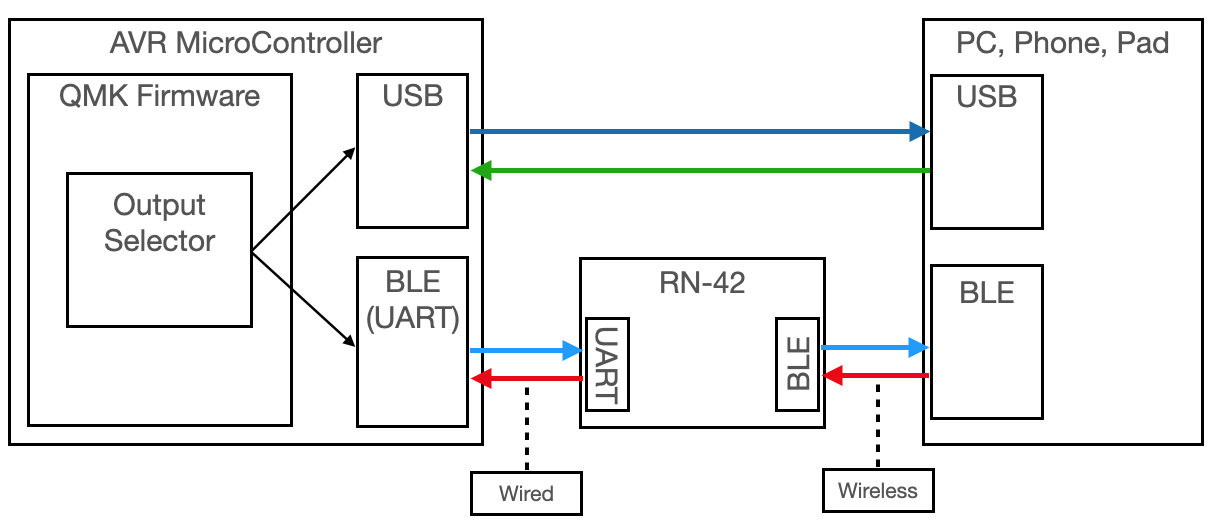 AVR MicroController
QMK Firmware
Output
Selector
USB
BLE
(UART)
RN-42
UART
BLE
PC, Phone, Pad
USB
BLE
Wired
Wireless